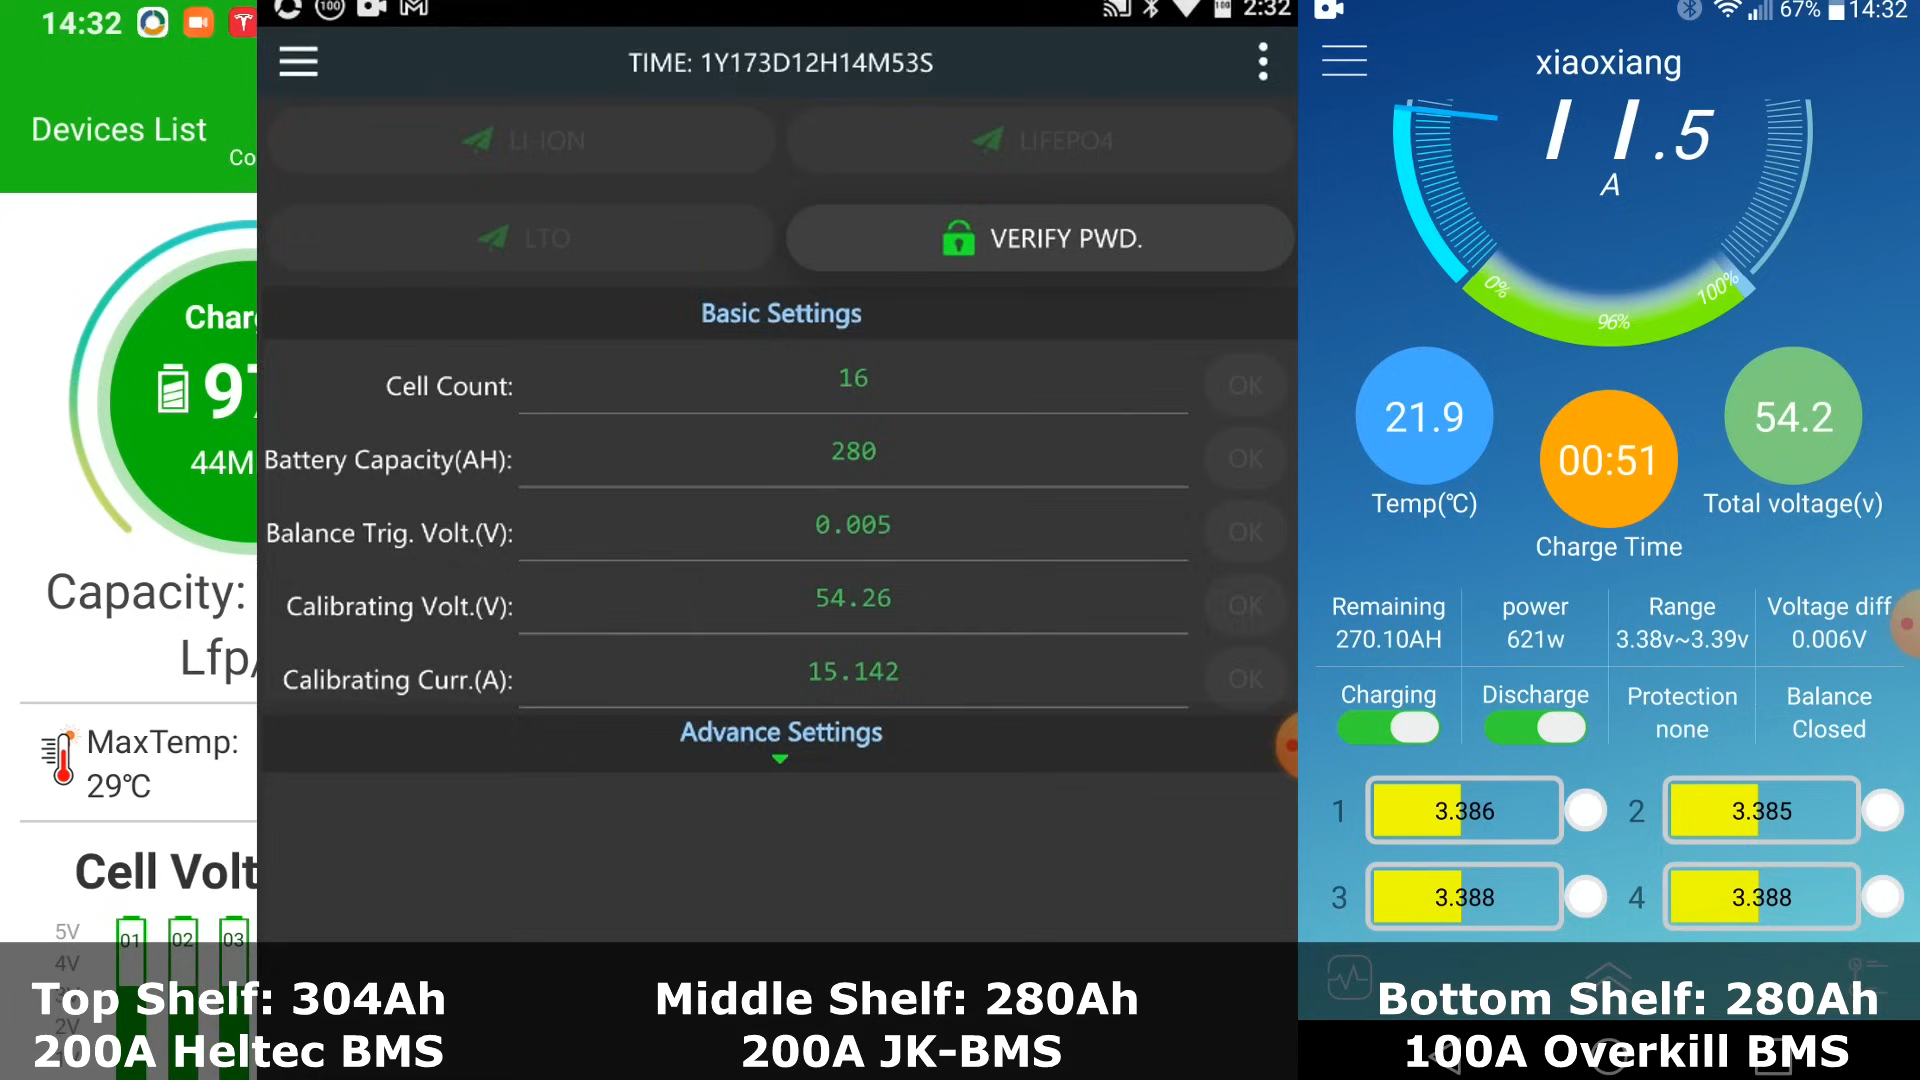 14:32
Devices List
Co
Char
97
44M
Capacity:
Lfp/
MaxTemp:
29℃
Cell Volt
5V
4V
2V
01 02 03
Top Shelf: 304Ah
200A Heltec BMS
100
100
2:32
TIME: 1Y173D12H14M53S
LI-ION
LIFEPO4
LTO
VERIFY PWD.
Basic Settings
Cell Count: 16 OK
Battery Capacity(AH): 280 OK
Balance Trig. Volt.(V): 0.005 OK
Calibrating Volt.(V): 54.26 OK
Calibrating Curr.(A): 15.142 OK
Advance Settings
Middle Shelf: 280Ah
200A JK-BMS
67% 14:32
xiaoxiang
11.5
A
0% 96% 100%
21.9
00:51
54.2
Temp(℃)
Charge Time
Total voltage(v)
Remaining power Range Voltage diff
270.10AH 621w 3.38v~3.39v 0.006V
Charging Discharge Protection Balance
none Closed
1 3.386 2 3.385
3 3.388 4 3.388
Bottom Shelf: 280Ah
100A Overkill BMS